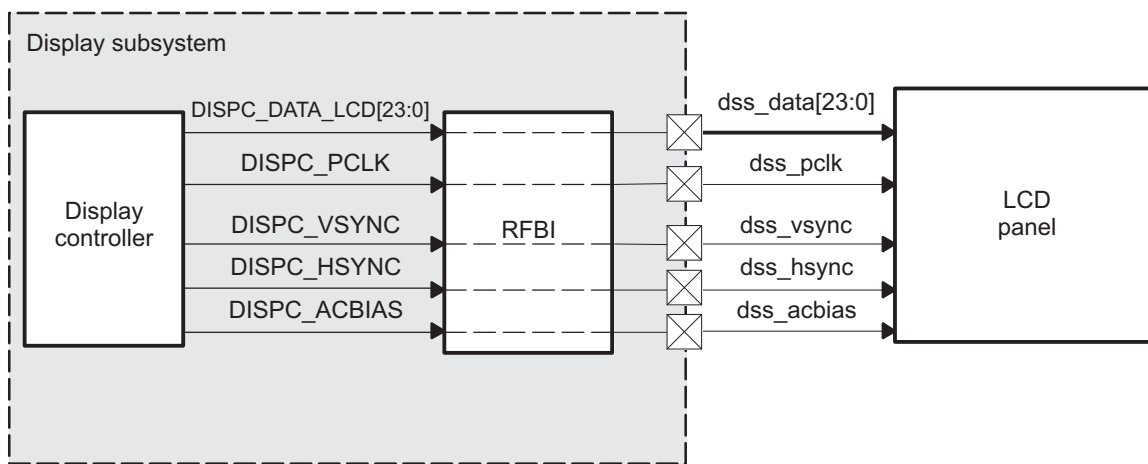 Display subsystem
DISPC_DATA_LCD[23:0]
dss_data[23:0]
DISPC_PCLK
dss_pclk
Display
controller
DISPC_VSYNC
RFBI
dss_vsync
LCD
panel
DISPC_HSYNC
dss_hsync
DISPC_ACBIAS
dss_acbias